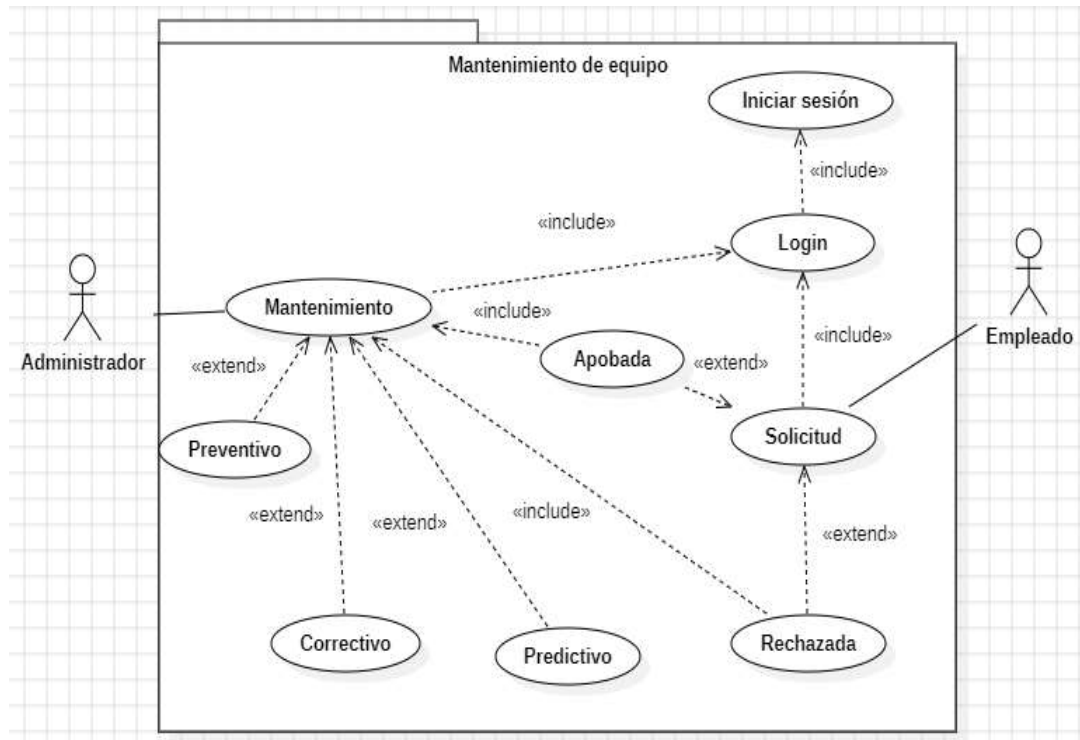 Mantenimiento de equipo
Iniciar sesión
«include»
«include»
Login
Mantenimiento
«include»
«include»
Empleado
Administrador
«extend»
Apobada
«extend»
Solicitud
Preventivo
«extend»
«extend»
«include»
«extend»
Correctivo
Predictivo
Rechazada